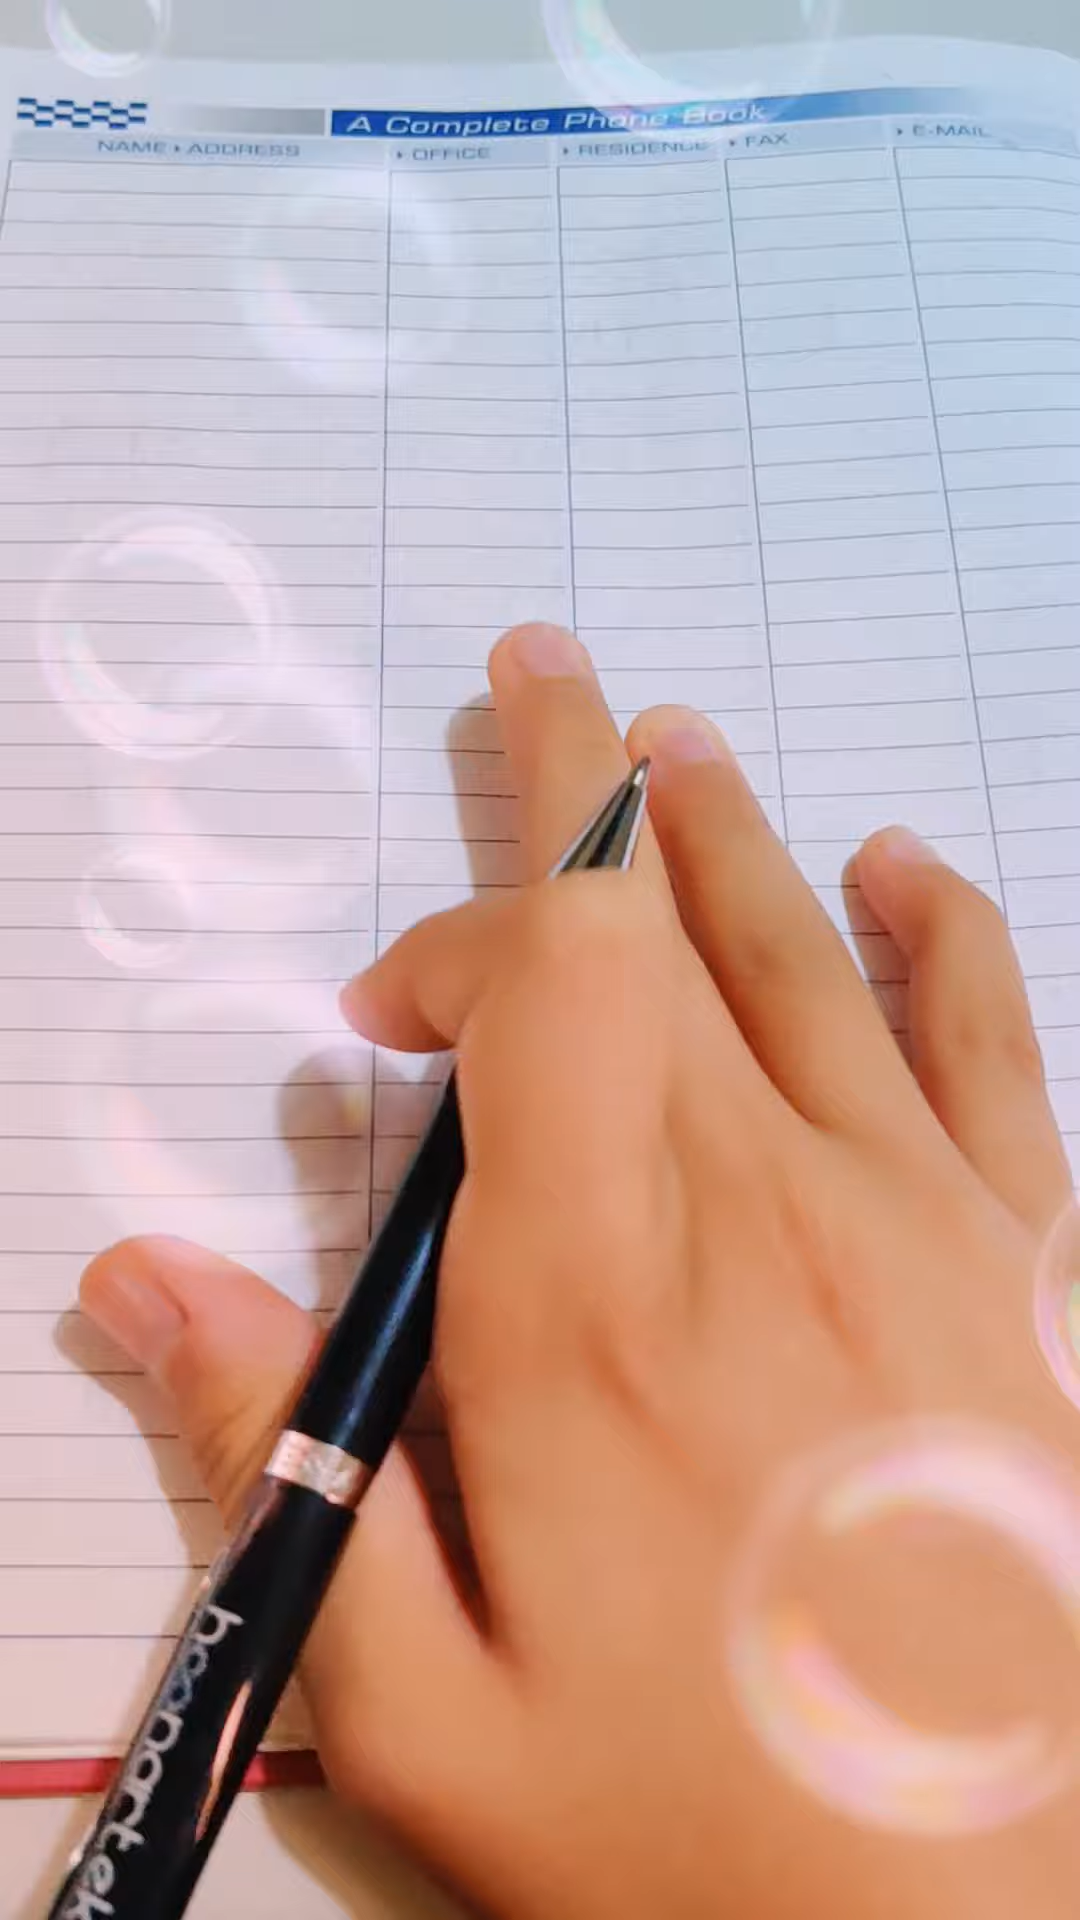 A Complete Phone Book
NAME ▸ ADDRESS ▸ OFFICE ▸ RESIDENCE ▸ FAX ▸ E-MAIL